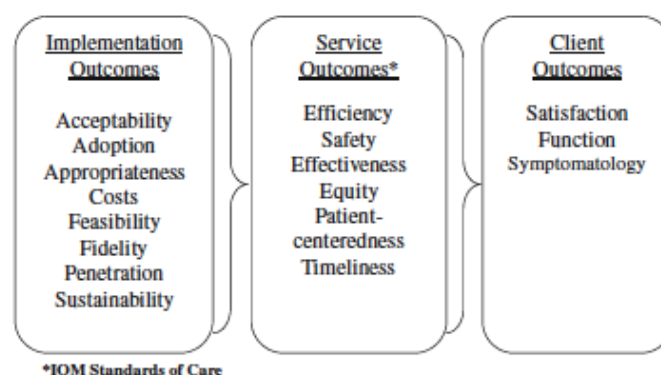 Implementation
Outcomes
Acceptability
Adoption
Appropriateness
Costs
Feasibility
Fidelity
Penetration
Sustainability
Service
Outcomes*
Efficiency
Safety
Effectiveness
Equity
Patient-
centeredness
Timeliness
Client
Outcomes
Satisfaction
Function
Symptomatology
*IOM Standards of Care